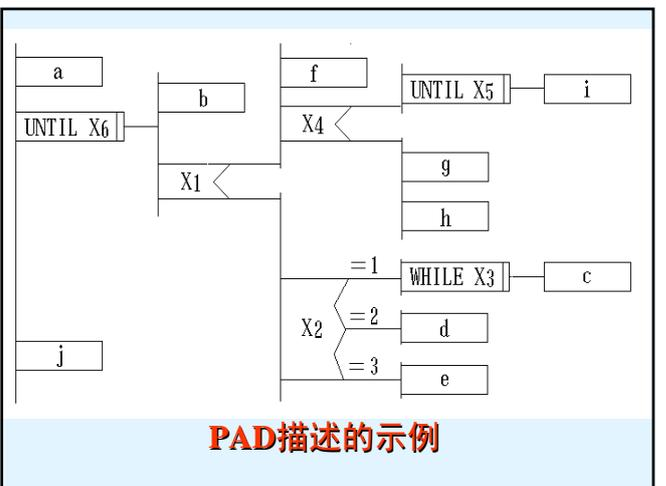 a
f
UNTIL X5
i
b
UNTIL X6
X4
X1
g
h
=1
WHILE X3
c
X2
=2
d
j
=3
e
PAD描述的示例